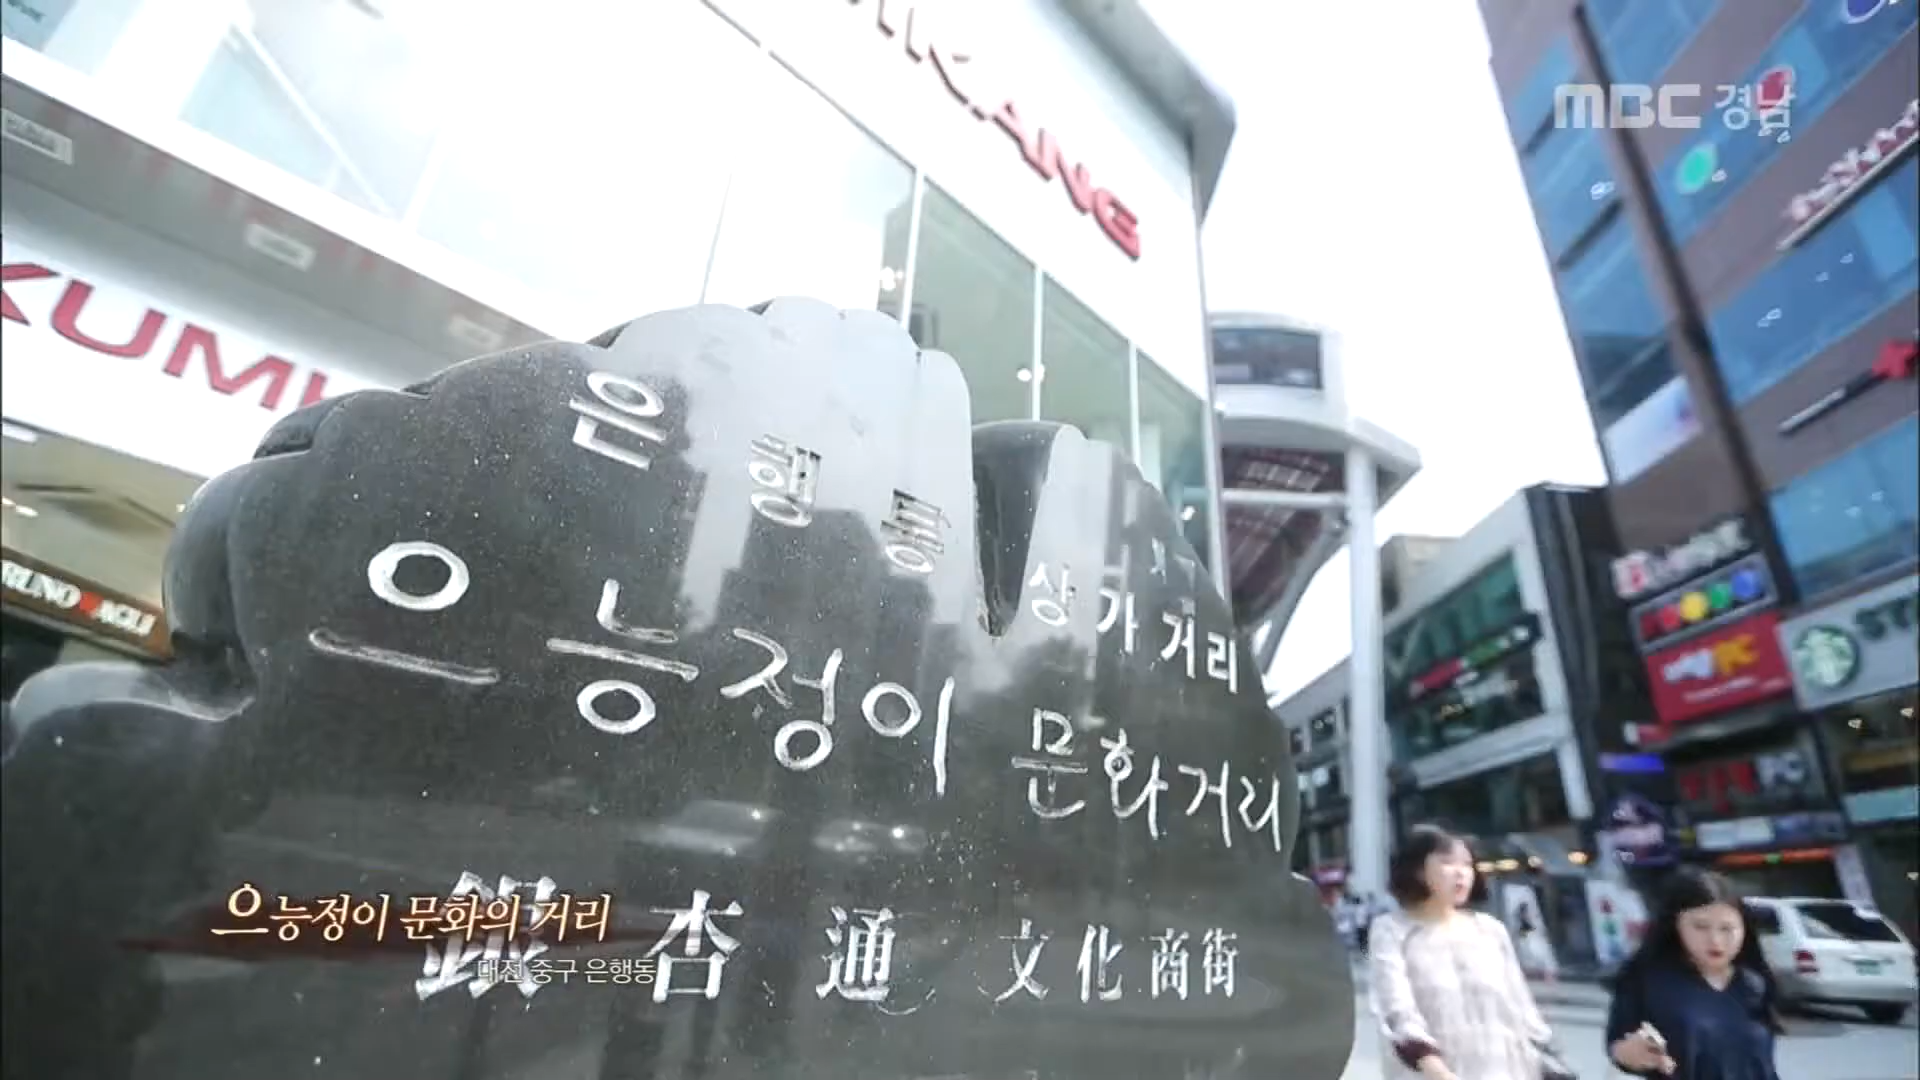 MBC 경남
KANG
KUM
은행동 상가 거리
으능정이 문화거리
銀杏通 文化商街
으능정이 문화의 거리
대전 중구 은행동